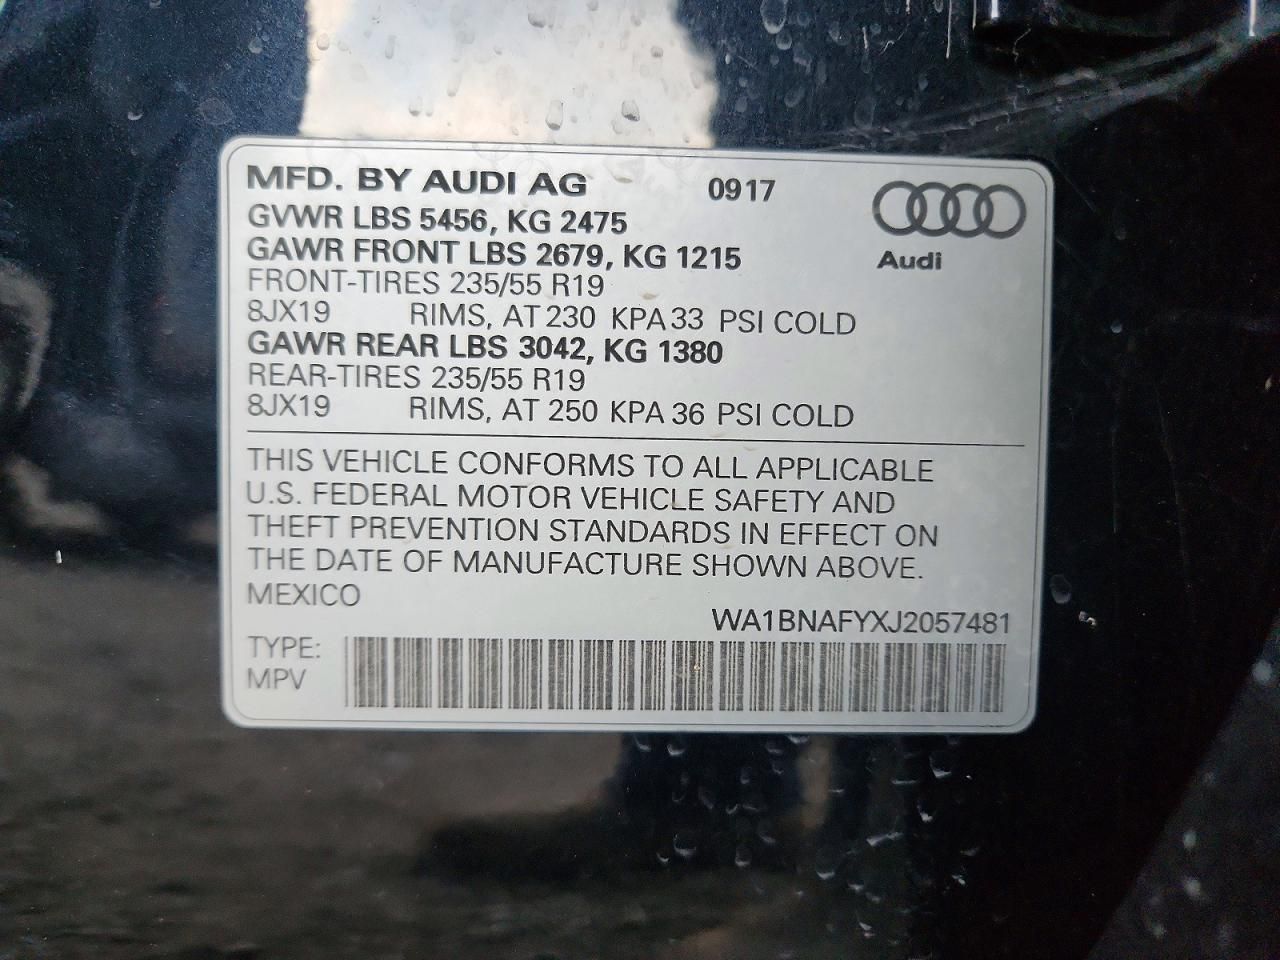 MFD. BY AUDI AG 0917
GVWR LBS 5456, KG 2475
GAWR FRONT LBS 2679, KG 1215
Audi
FRONT-TIRES 235/55 R19
8JX19 RIMS, AT 230 KPA 33 PSI COLD
GAWR REAR LBS 3042, KG 1380
REAR-TIRES 235/55 R19
8JX19 RIMS, AT 250 KPA 36 PSI COLD
THIS VEHICLE CONFORMS TO ALL APPLICABLE
U.S. FEDERAL MOTOR VEHICLE SAFETY AND
THEFT PREVENTION STANDARDS IN EFFECT ON
THE DATE OF MANUFACTURE SHOWN ABOVE.
MEXICO
WA1BNAFYXJ2057481
TYPE:
MPV